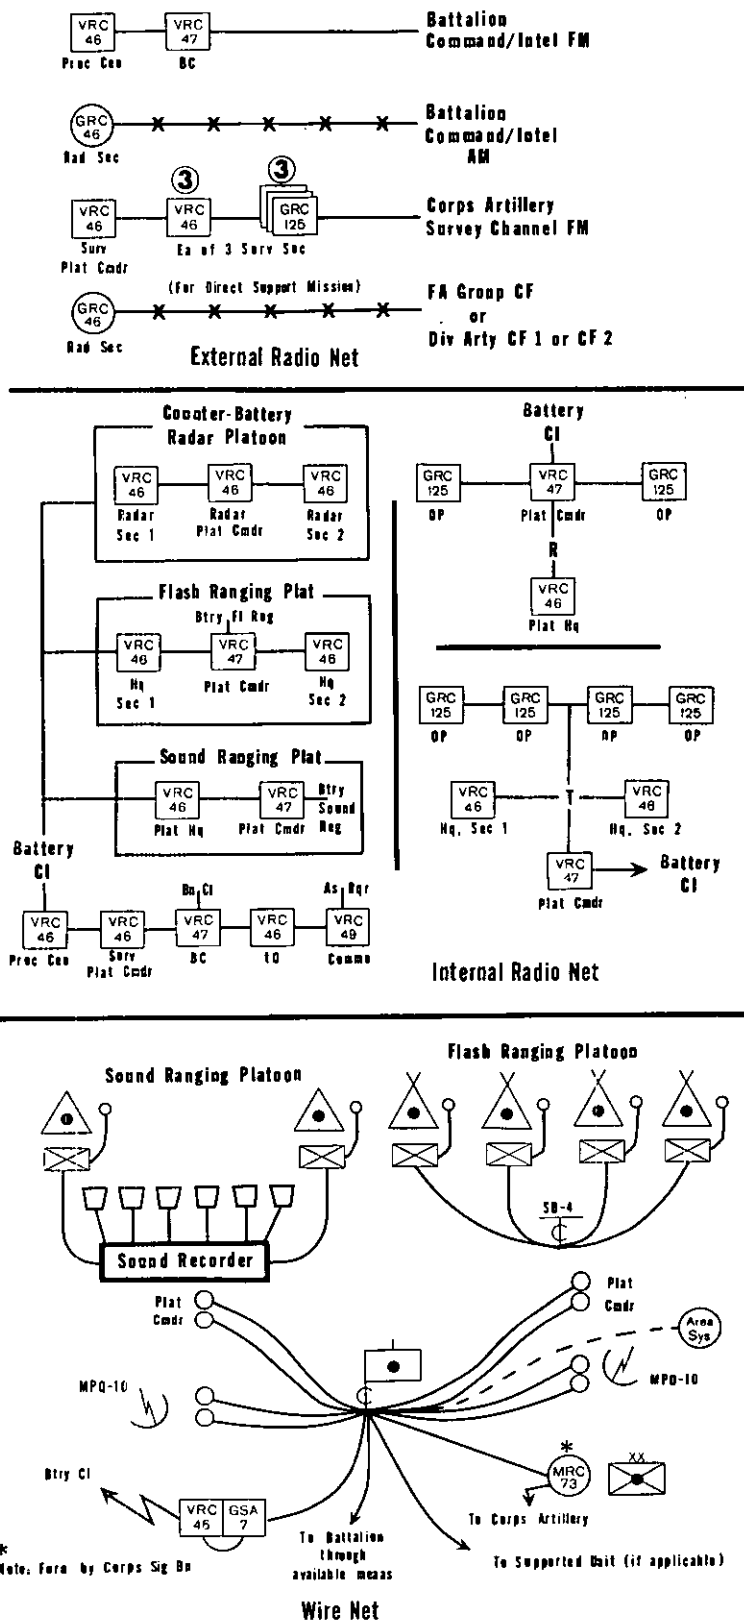 VRC
46
VRC
47
Battalion
Command/Intel FM
Proc Cen
BC
GRC
46
Battalion
Command/Intel
AM
Rad Sec
3
3
VRC
46
VRC
46
GRC
125
Corps Artillery
Survey Channel FM
Surv
Plat Cmdr
Ea of 3 Surv Sec
(For Direct Support Mission)
GRC
46
FA Group CF
or
Div Arty CF 1 or CF 2
Rad Sec
External Radio Net
Counter-Battery
Radar Platoon
VRC
46
VRC
46
VRC
46
Radar
Sec 1
Radar
Plat Cmdr
Radar
Sec 2
Flash Ranging Plat
Btry Fl Rng
VRC
46
VRC
47
VRC
46
Hq
Sec 1
Plat Cmdr
Hq
Sec 2
Sound Ranging Plat
VRC
46
VRC
47
Btry
Sound
Reg
Plat Hq
Plat Cmdr
Battery
CI
Bn CI
As Rqr
VRC
46
VRC
46
VRC
47
VRC
46
VRC
49
Proc Cen
Surv
Plat Cmdr
BC
Commo
Battery
CI
GRC
125
VRC
47
GRC
125
OP
Plat Cmdr
OP
R
VRC
46
Plat Hq
GRC
125
GRC
125
GRC
125
GRC
125
OP
OP
OP
OP
VRC
46
T
VRC
46
Hq, Sec 1
Hq, Sec 2
VRC
47
Battery
CI
Plat Cmdr
Internal Radio Net
Sound Ranging Platoon
Flash Ranging Platoon
SB-4
Sound Recorder
Plat
Cmdr
Plat
Cmdr
Area
Sys
MPQ-10
MPQ-10
*
MRC
73
XX
Btry CI
To Corps Artillery
VRC
46
GSA
7
To Battalion
through
available means
To Supported Unit (if applicable)
*
Note: Furn by Corps Sig Bn
Wire Net